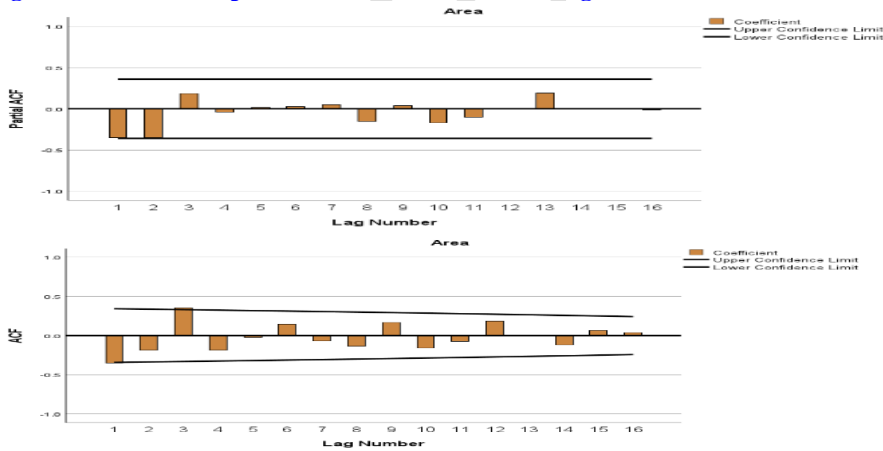 Area
Coefficient
Upper Confidence Limit
Lower Confidence Limit
Partial ACF
1.0
0.5
0.0
-0.5
-1.0
1 2 3 4 5 6 7 8 9 10 11 12 13 14 15 16
Lag Number
Area
Coefficient
Upper Confidence Limit
Lower Confidence Limit
ACF
1.0
0.5
0.0
-0.5
-1.0
1 2 3 4 5 6 7 8 9 10 11 12 13 14 15 16
Lag Number